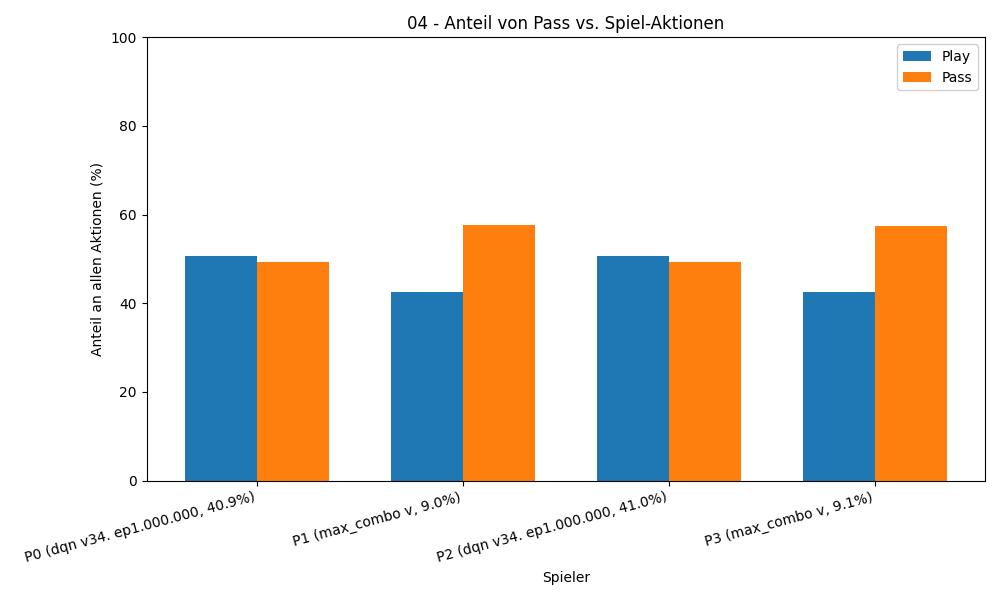 04 - Anteil von Pass vs. Spiel-Aktionen
Play
Pass
Anteil an allen Aktionen (%)
100
80
60
40
20
0
P0 (dqn v34. ep1.000.000, 40.9%)
P1 (max_combo v, 9.0%)
P2 (dqn v34. ep1.000.000, 41.0%)
P3 (max_combo v, 9.1%)
Spieler